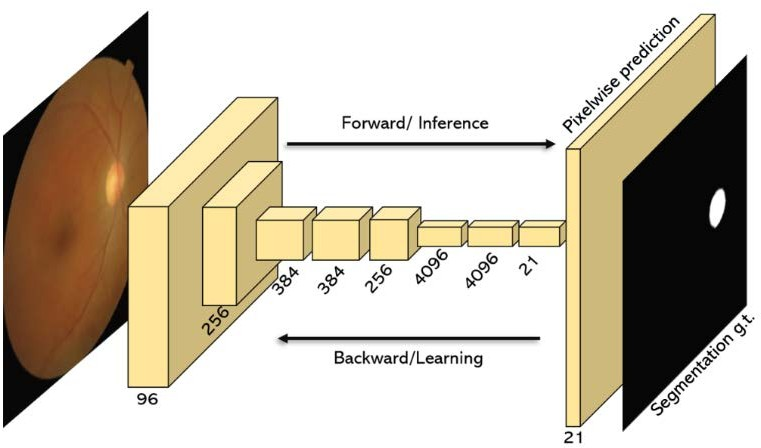 Forward/ Inference
Pixelwise prediction
96
256
384
384
256
4096
4096
21
21
Backward/Learning
Segmentation g.t.